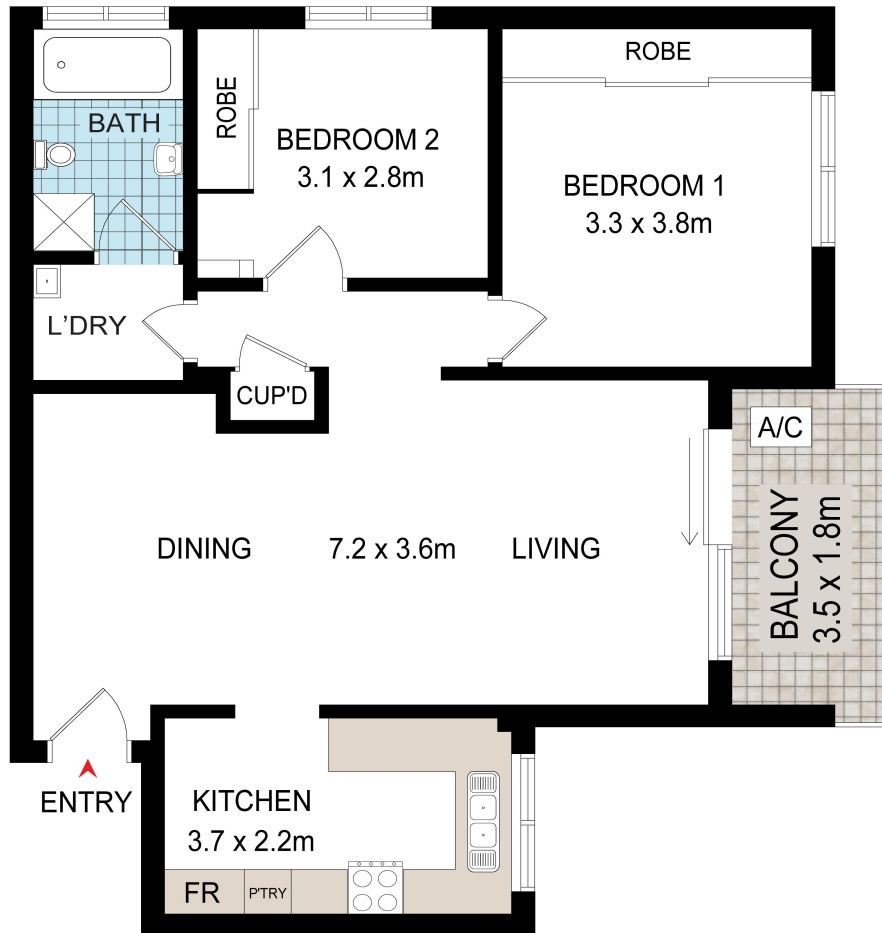 ROBE
BATH
ROBE
BEDROOM 2
3.1 x 2.8m
BEDROOM 1
3.3 x 3.8m
L'DRY
CUP'D
A/C
DINING
7.2 x 3.6m
LIVING
BALCONY
3.5 x 1.8m
ENTRY
KITCHEN
3.7 x 2.2m
FR
P'TRY